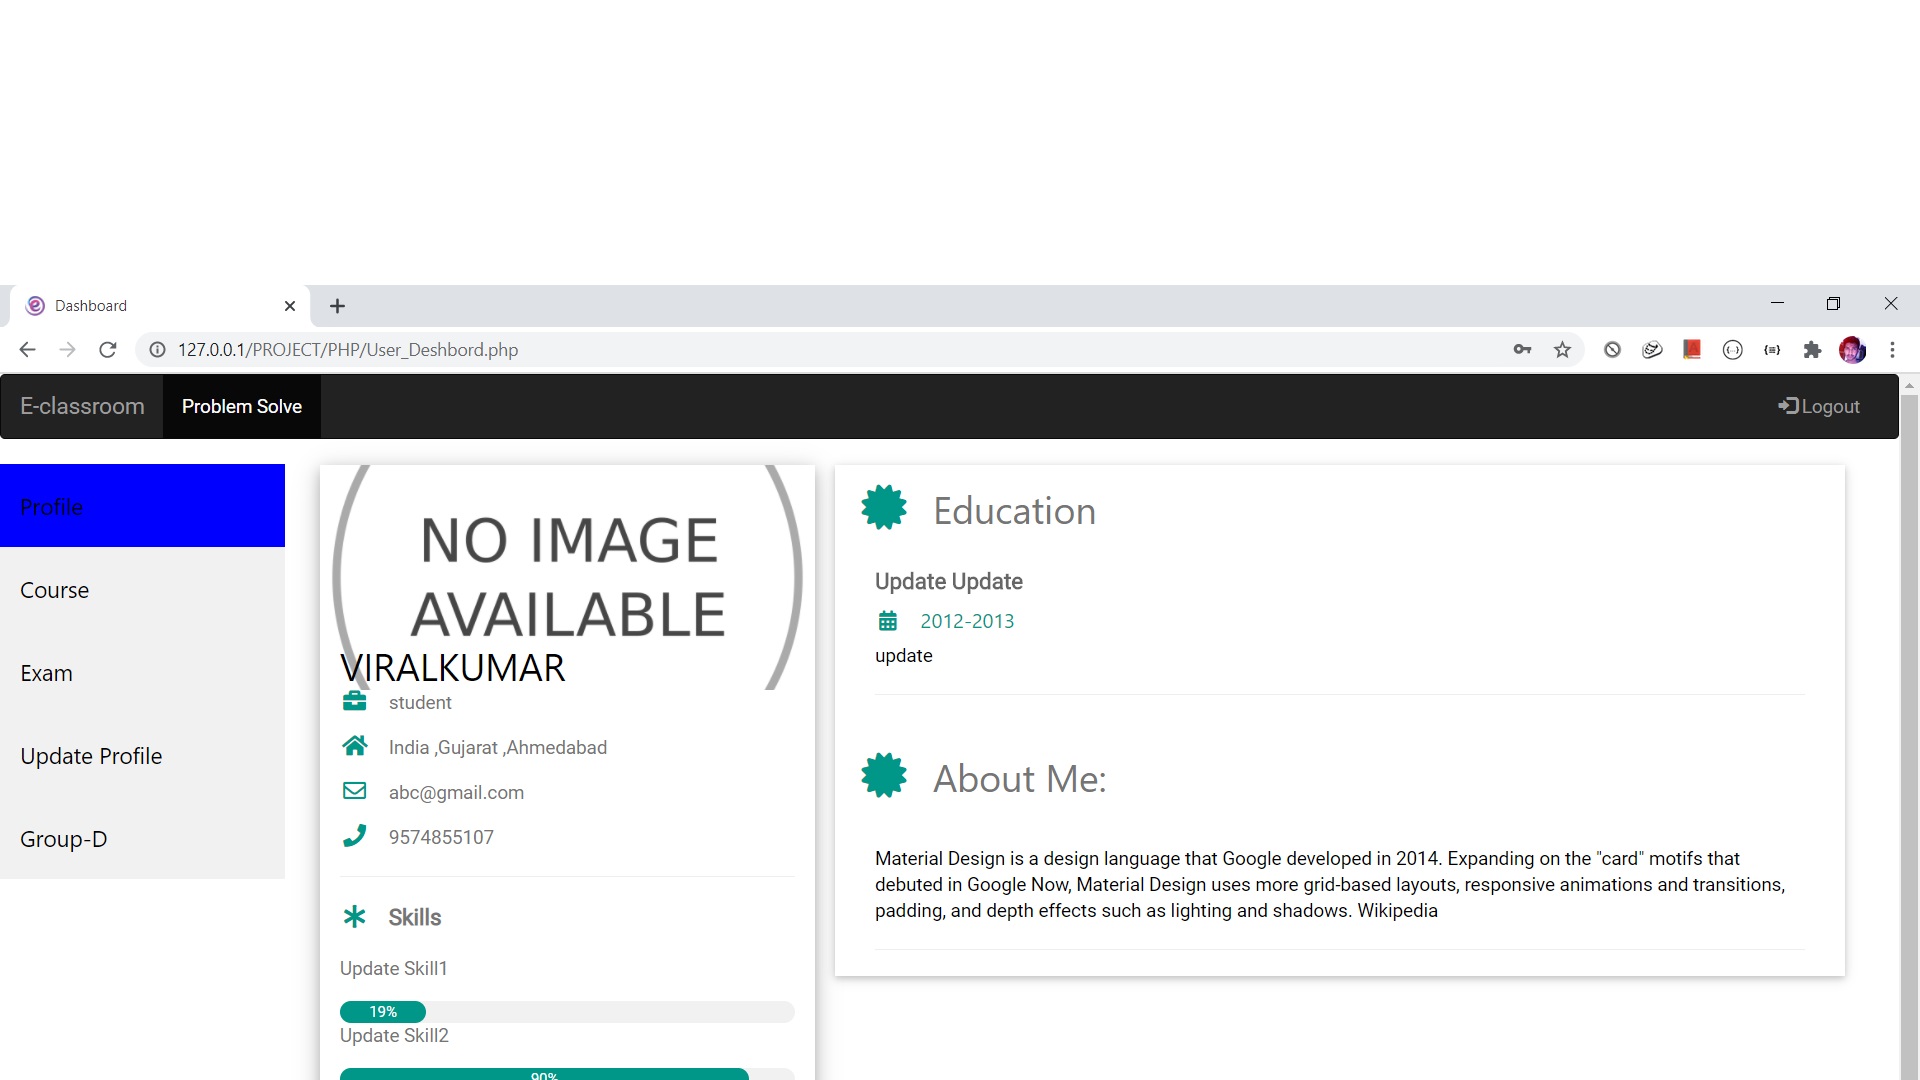 Dashboard
127.0.0.1/PROJECT/PHP/User_Deshbord.php
E-classroom
Problem Solve
Logout
Profile
Course
Exam
Update Profile
Group-D
NO IMAGE
AVAILABLE
VIRALKUMAR
student
India ,Gujarat ,Ahmedabad
abc@gmail.com
9574855107
Skills
Update Skill1
19%
Update Skill2
90%
Education
Update Update
2012-2013
update
About Me:
Material Design is a design language that Google developed in 2014. Expanding on the "card" motifs that
debuted in Google Now, Material Design uses more grid-based layouts, responsive animations and transitions,
padding, and depth effects such as lighting and shadows. Wikipedia